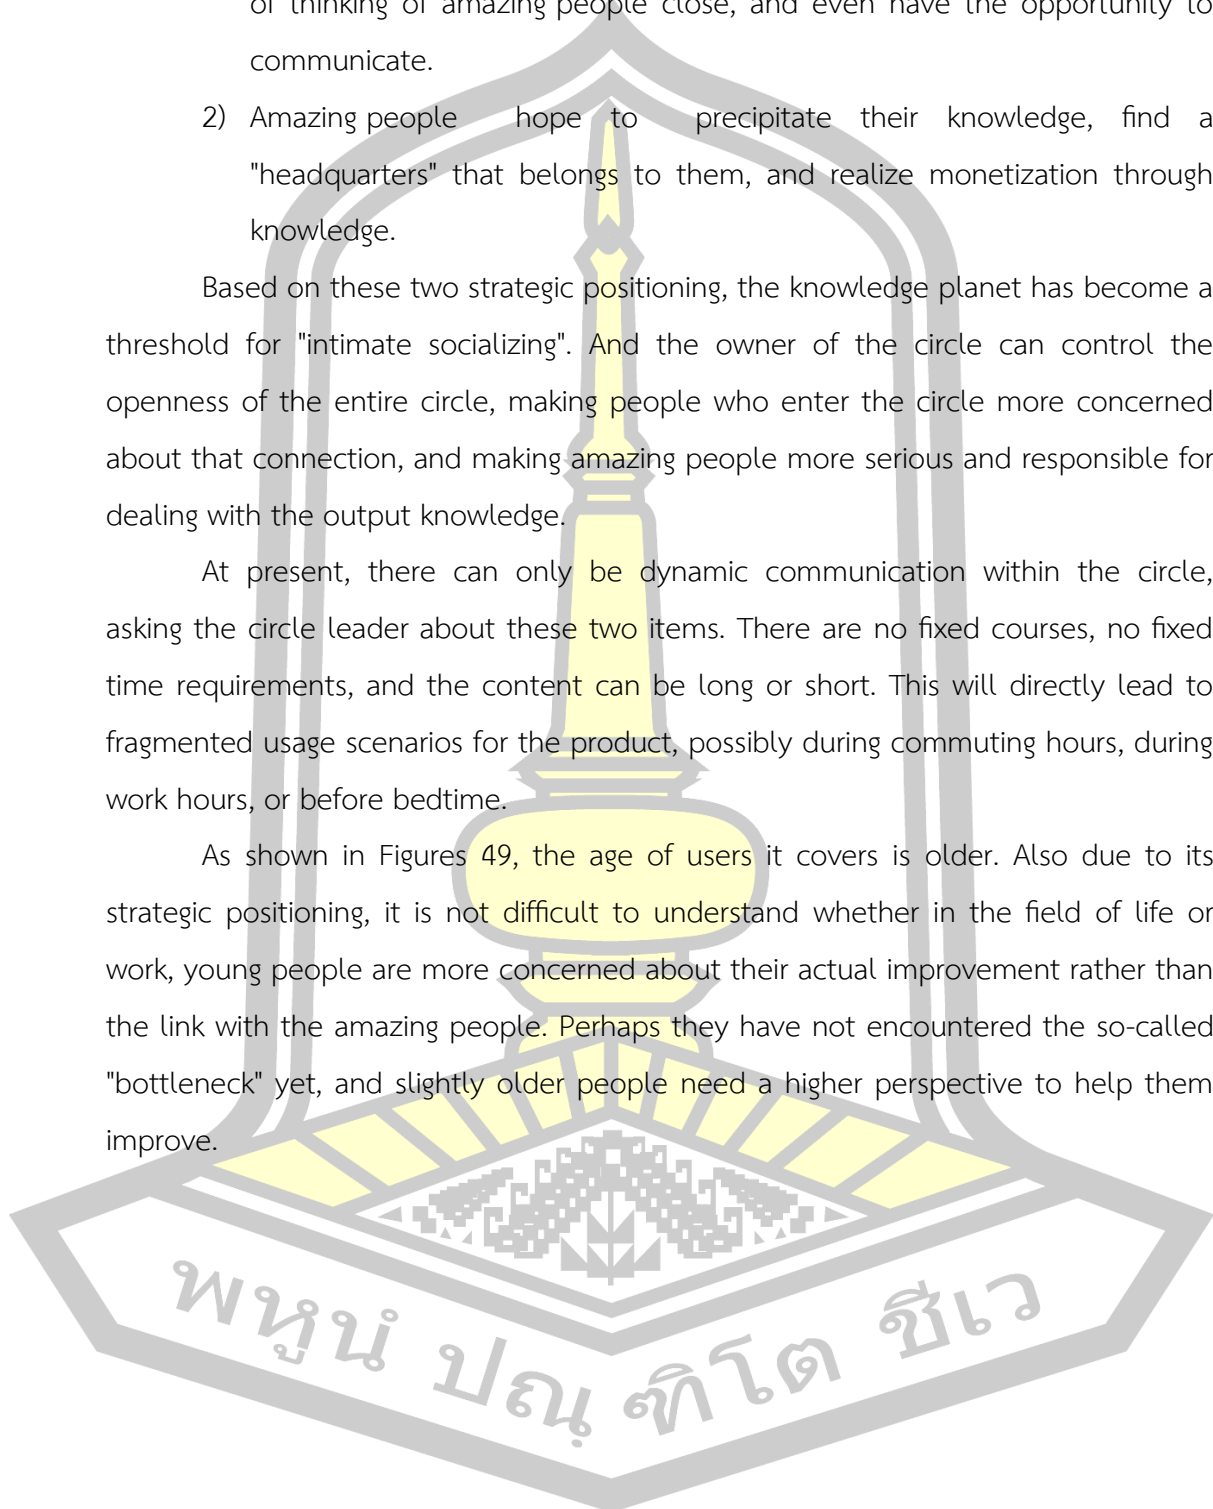 of thinking of amazing people close, and even have the opportunity to
communicate.
2) Amazing people hope to precipitate their knowledge, find a
"headquarters" that belongs to them, and realize monetization through
knowledge.
Based on these two strategic positioning, the knowledge planet has become a
threshold for "intimate socializing". And the owner of the circle can control the
openness of the entire circle, making people who enter the circle more concerned
about that connection, and making amazing people more serious and responsible for
dealing with the output knowledge.
At present, there can only be dynamic communication within the circle,
asking the circle leader about these two items. There are no fixed courses, no fixed
time requirements, and the content can be long or short. This will directly lead to
fragmented usage scenarios for the product, possibly during commuting hours, during
work hours, or before bedtime.
As shown in Figures 49, the age of users it covers is older. Also due to its
strategic positioning, it is not difficult to understand whether in the field of life or
work, young people are more concerned about their actual improvement rather than
the link with the amazing people. Perhaps they have not encountered the so-called
"bottleneck" yet, and slightly older people need a higher perspective to help them
improve.
พหูนํ ปณฺ ฑิโต ชีเว